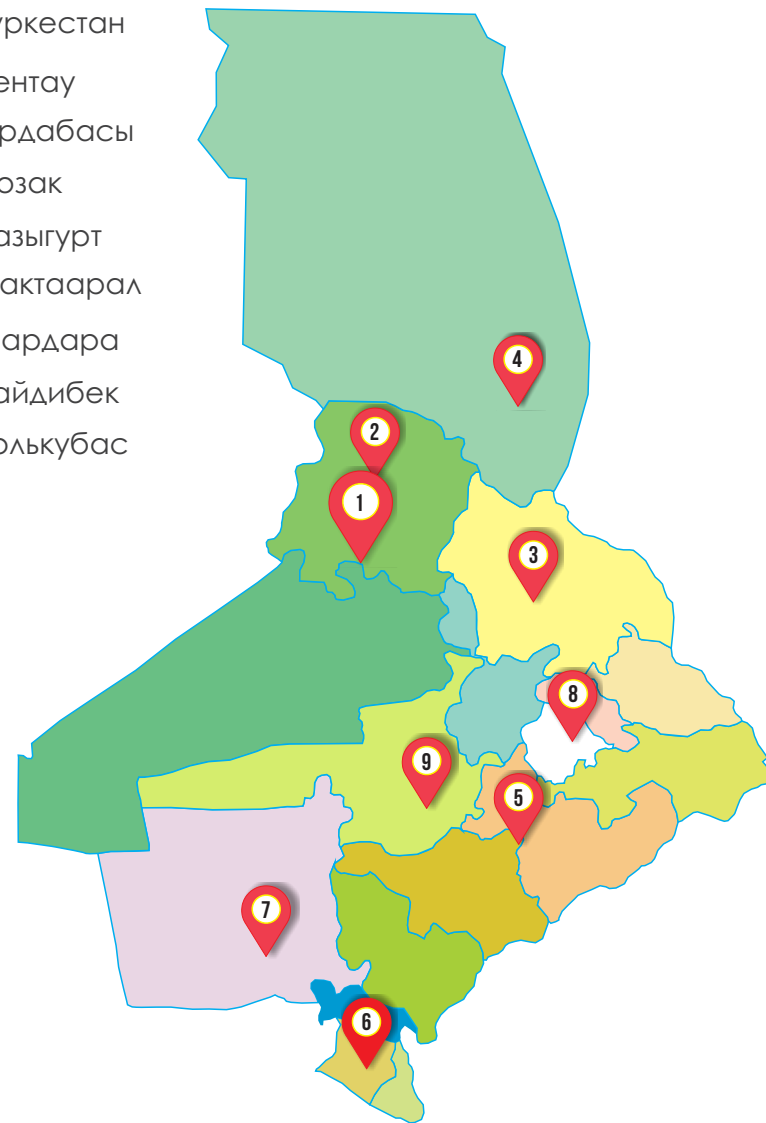 уркестан
ентау
рдабасы
озак
азыгурт
актаарал
ардара
айдибек
олькубас
4
2
1
3
8
9
5
7
6